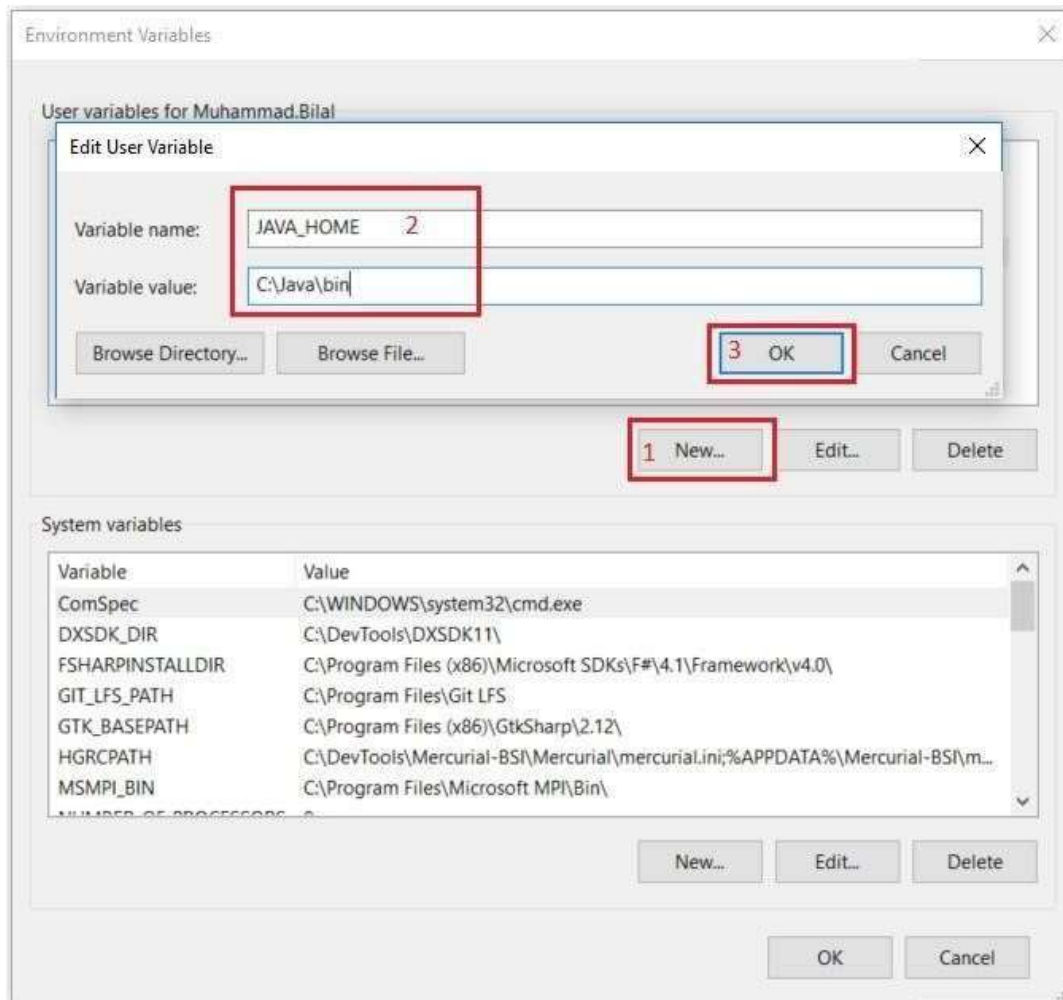 Environment Variables
User variables for Muhammad.Bilal
Edit User Variable
Variable name: JAVA_HOME 2
Variable value: C:\Java\bin
Browse Directory... Browse File... 3 OK Cancel
1 New... Edit... Delete
System variables
Variable Value
ComSpec C:\WINDOWS\system32\cmd.exe
DXSDK_DIR C:\DevTools\DXSDK11\
FSHARPINSTALLDIR C:\Program Files (x86)\Microsoft SDKs\F#\4.1\Framework\v4.0\
GIT_LFS_PATH C:\Program Files\Git LFS
GTK_BASEPATH C:\Program Files (x86)\GtkSharp\2.12\
HGRCPATH C:\DevTools\Mercurial-BSI\Mercurial\mercurial.ini;%APPDATA%\Mercurial-BSI\m...
MSMPI_BIN C:\Program Files\Microsoft MPI\Bin\
NUMBER_OF_PROCESSORS
New... Edit... Delete
OK Cancel